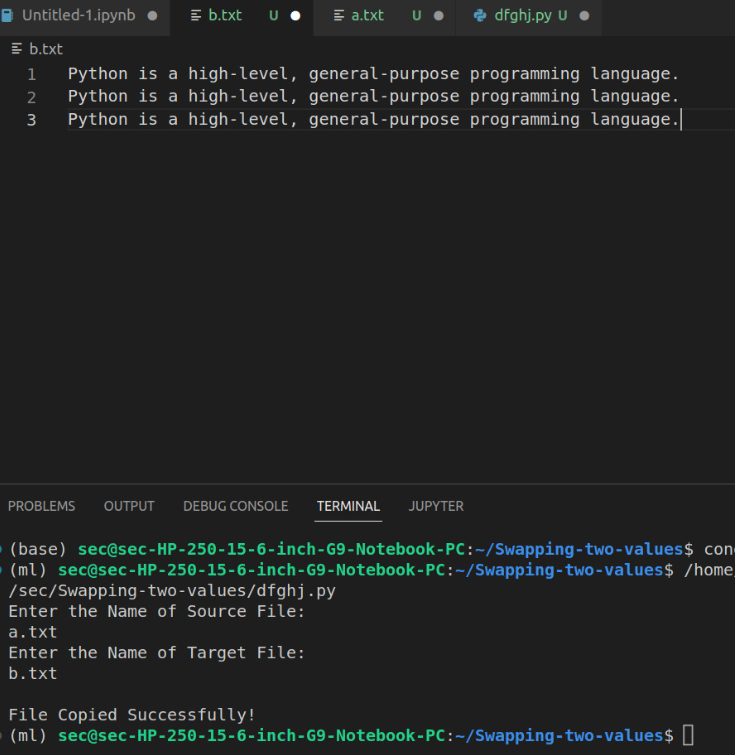 Untitled-1.ipynb b.txt U a.txt U dfghj.py U
b.txt
1 Python is a high-level, general-purpose programming language.
2 Python is a high-level, general-purpose programming language.
3 Python is a high-level, general-purpose programming language.
PROBLEMS OUTPUT DEBUG CONSOLE TERMINAL JUPYTER
(base) sec@sec-HP-250-15-6-inch-G9-Notebook-PC:~/Swapping-two-values$ con
(ml) sec@sec-HP-250-15-6-inch-G9-Notebook-PC:~/Swapping-two-values$ /home
/sec/Swapping-two-values/dfghj.py
Enter the Name of Source File:
a.txt
Enter the Name of Target File:
b.txt
File Copied Successfully!
(ml) sec@sec-HP-250-15-6-inch-G9-Notebook-PC:~/Swapping-two-values$